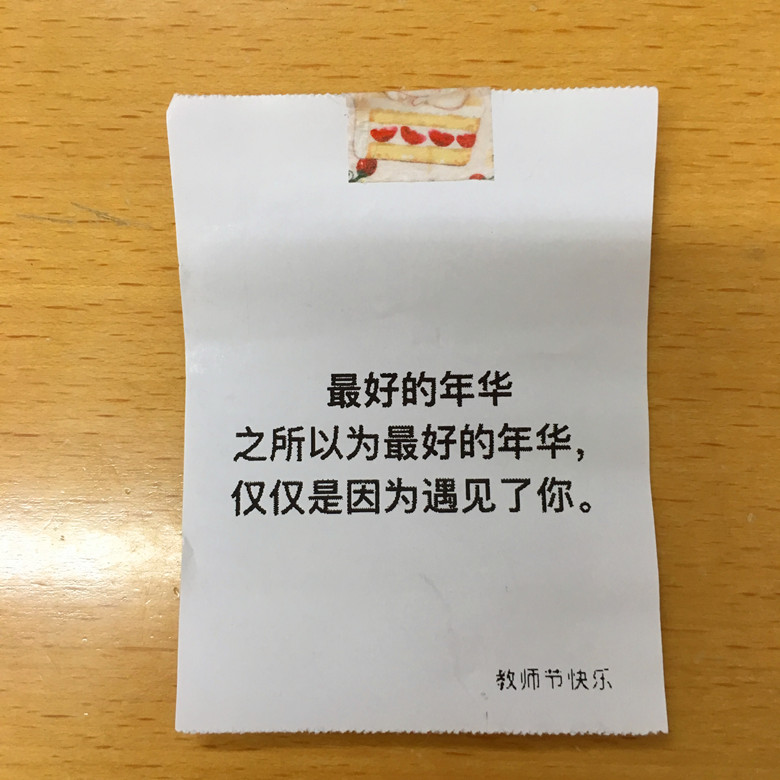 最好的年华
之所以为最好的年华，
仅仅是因为遇见了你。
教师节快乐